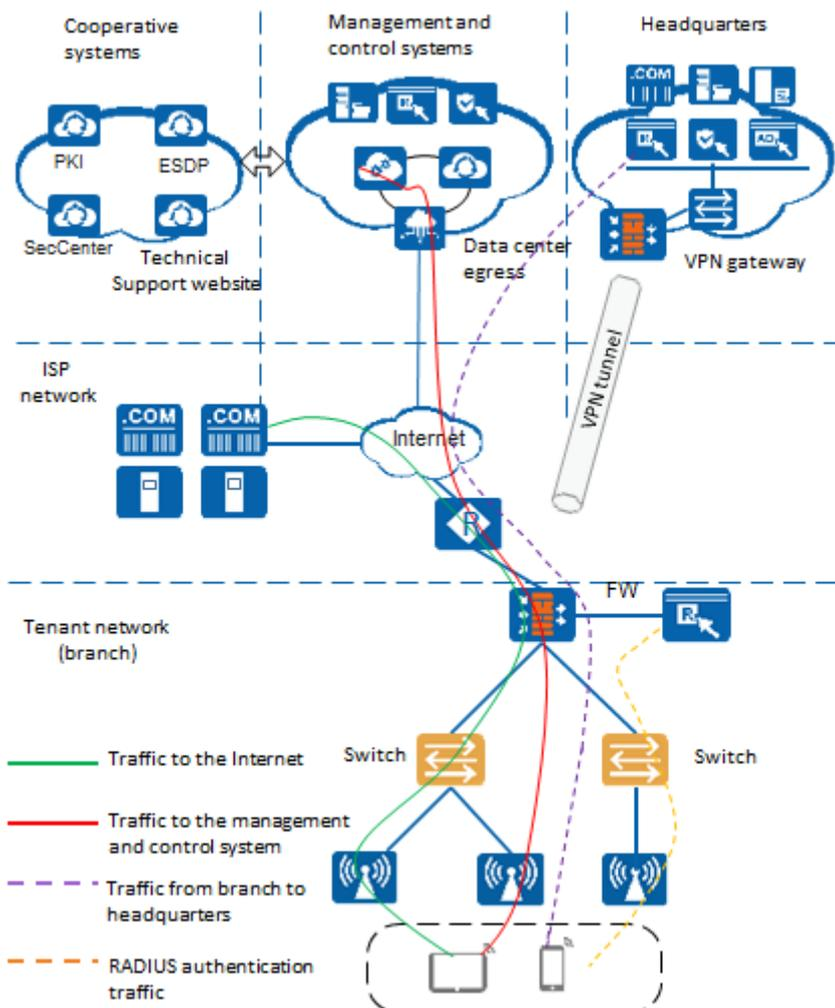 Cooperative
systems
Management and
control systems
Headquarters
.COM
PKI
ESDP
R
AD
SecCenter
Technical
Support website
Data center
egress
VPN gateway
ISP
network
.COM
.COM
Internet
VPN tunnel
R
FW
R
Tenant network
(branch)
Switch
Switch
Traffic to the Internet
Traffic to the management
and control system
Traffic from branch to
headquarters
RADIUS authentication
traffic